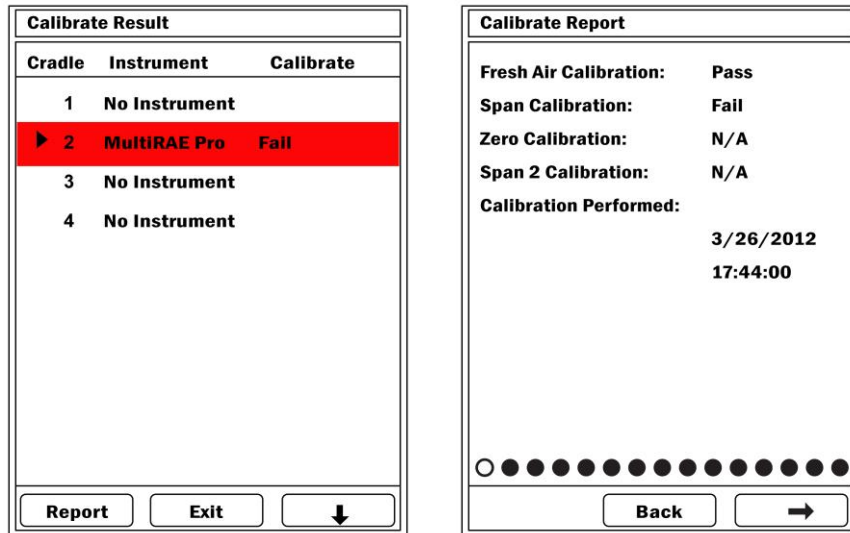 Calibrate Result
Cradle Instrument Calibrate
1 No Instrument
2 MultiRAE Pro Fail
3 No Instrument
4 No Instrument
Report Exit
Calibrate Report
Fresh Air Calibration: Pass
Span Calibration: Fail
Zero Calibration: N/A
Span 2 Calibration: N/A
Calibration Performed:
3/26/2012
17:44:00
Back